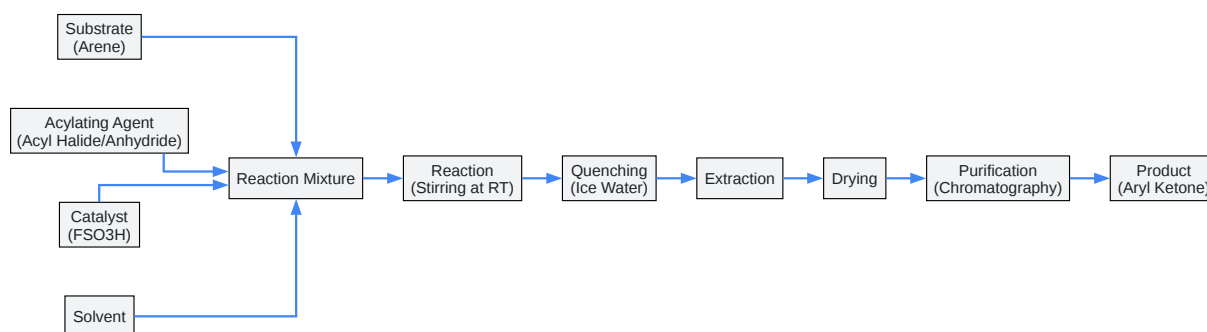 Substrate
(Arene)
Acylating Agent
(Acyl Halide/Anhydride)
Catalyst
(FSO3H)
Solvent
Reaction Mixture
Reaction
(Stirring at RT)
Quenching
(Ice Water)
Extraction
Drying
Purification
(Chromatography)
Product
(Aryl Ketone)